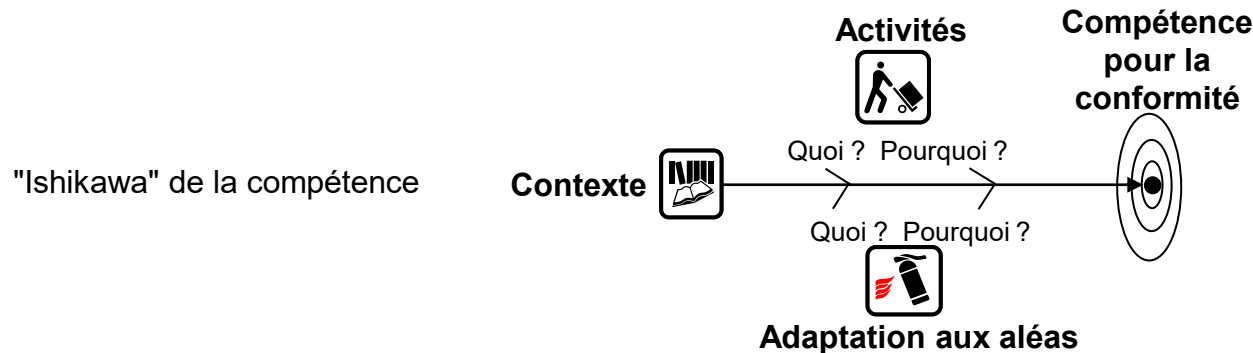 "Ishikawa" de la compétence
Contexte
Activités
Quoi ? Pourquoi ?
Quoi ? Pourquoi ?
Adaptation aux aléas
Compétence
pour la
conformité